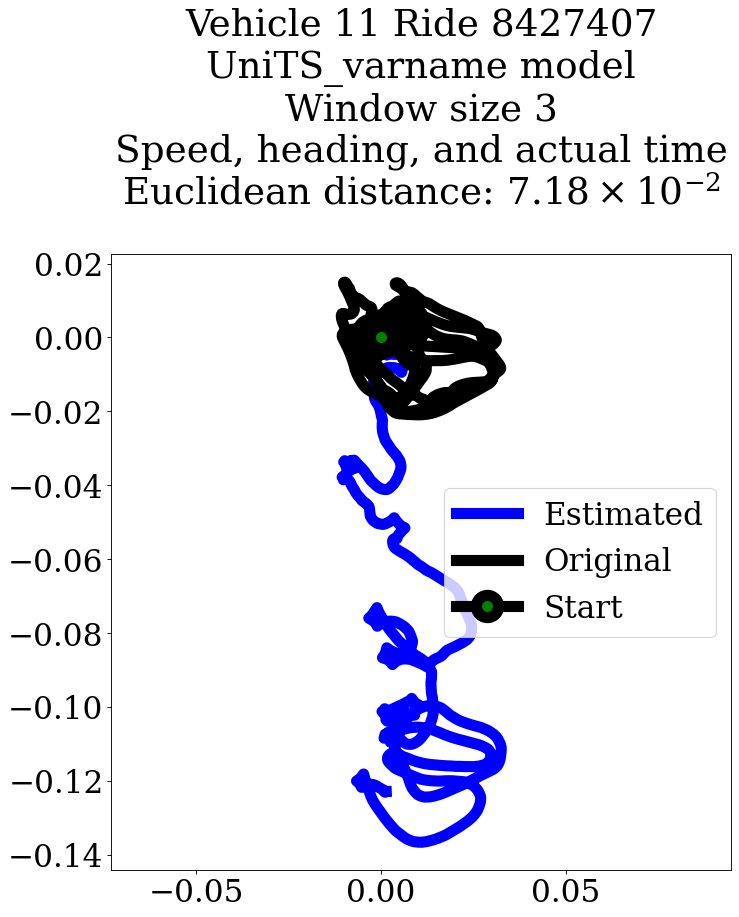 Vehicle 11 Ride 8427407
UniTS_varname model
Window size 3
Speed, heading, and actual time
Euclidean distance: 7.18 × 10⁻²
0.02
0.00
−0.02
−0.04
−0.06
−0.08
−0.10
−0.12
−0.14
Estimated
Original
Start
−0.05
0.00
0.05